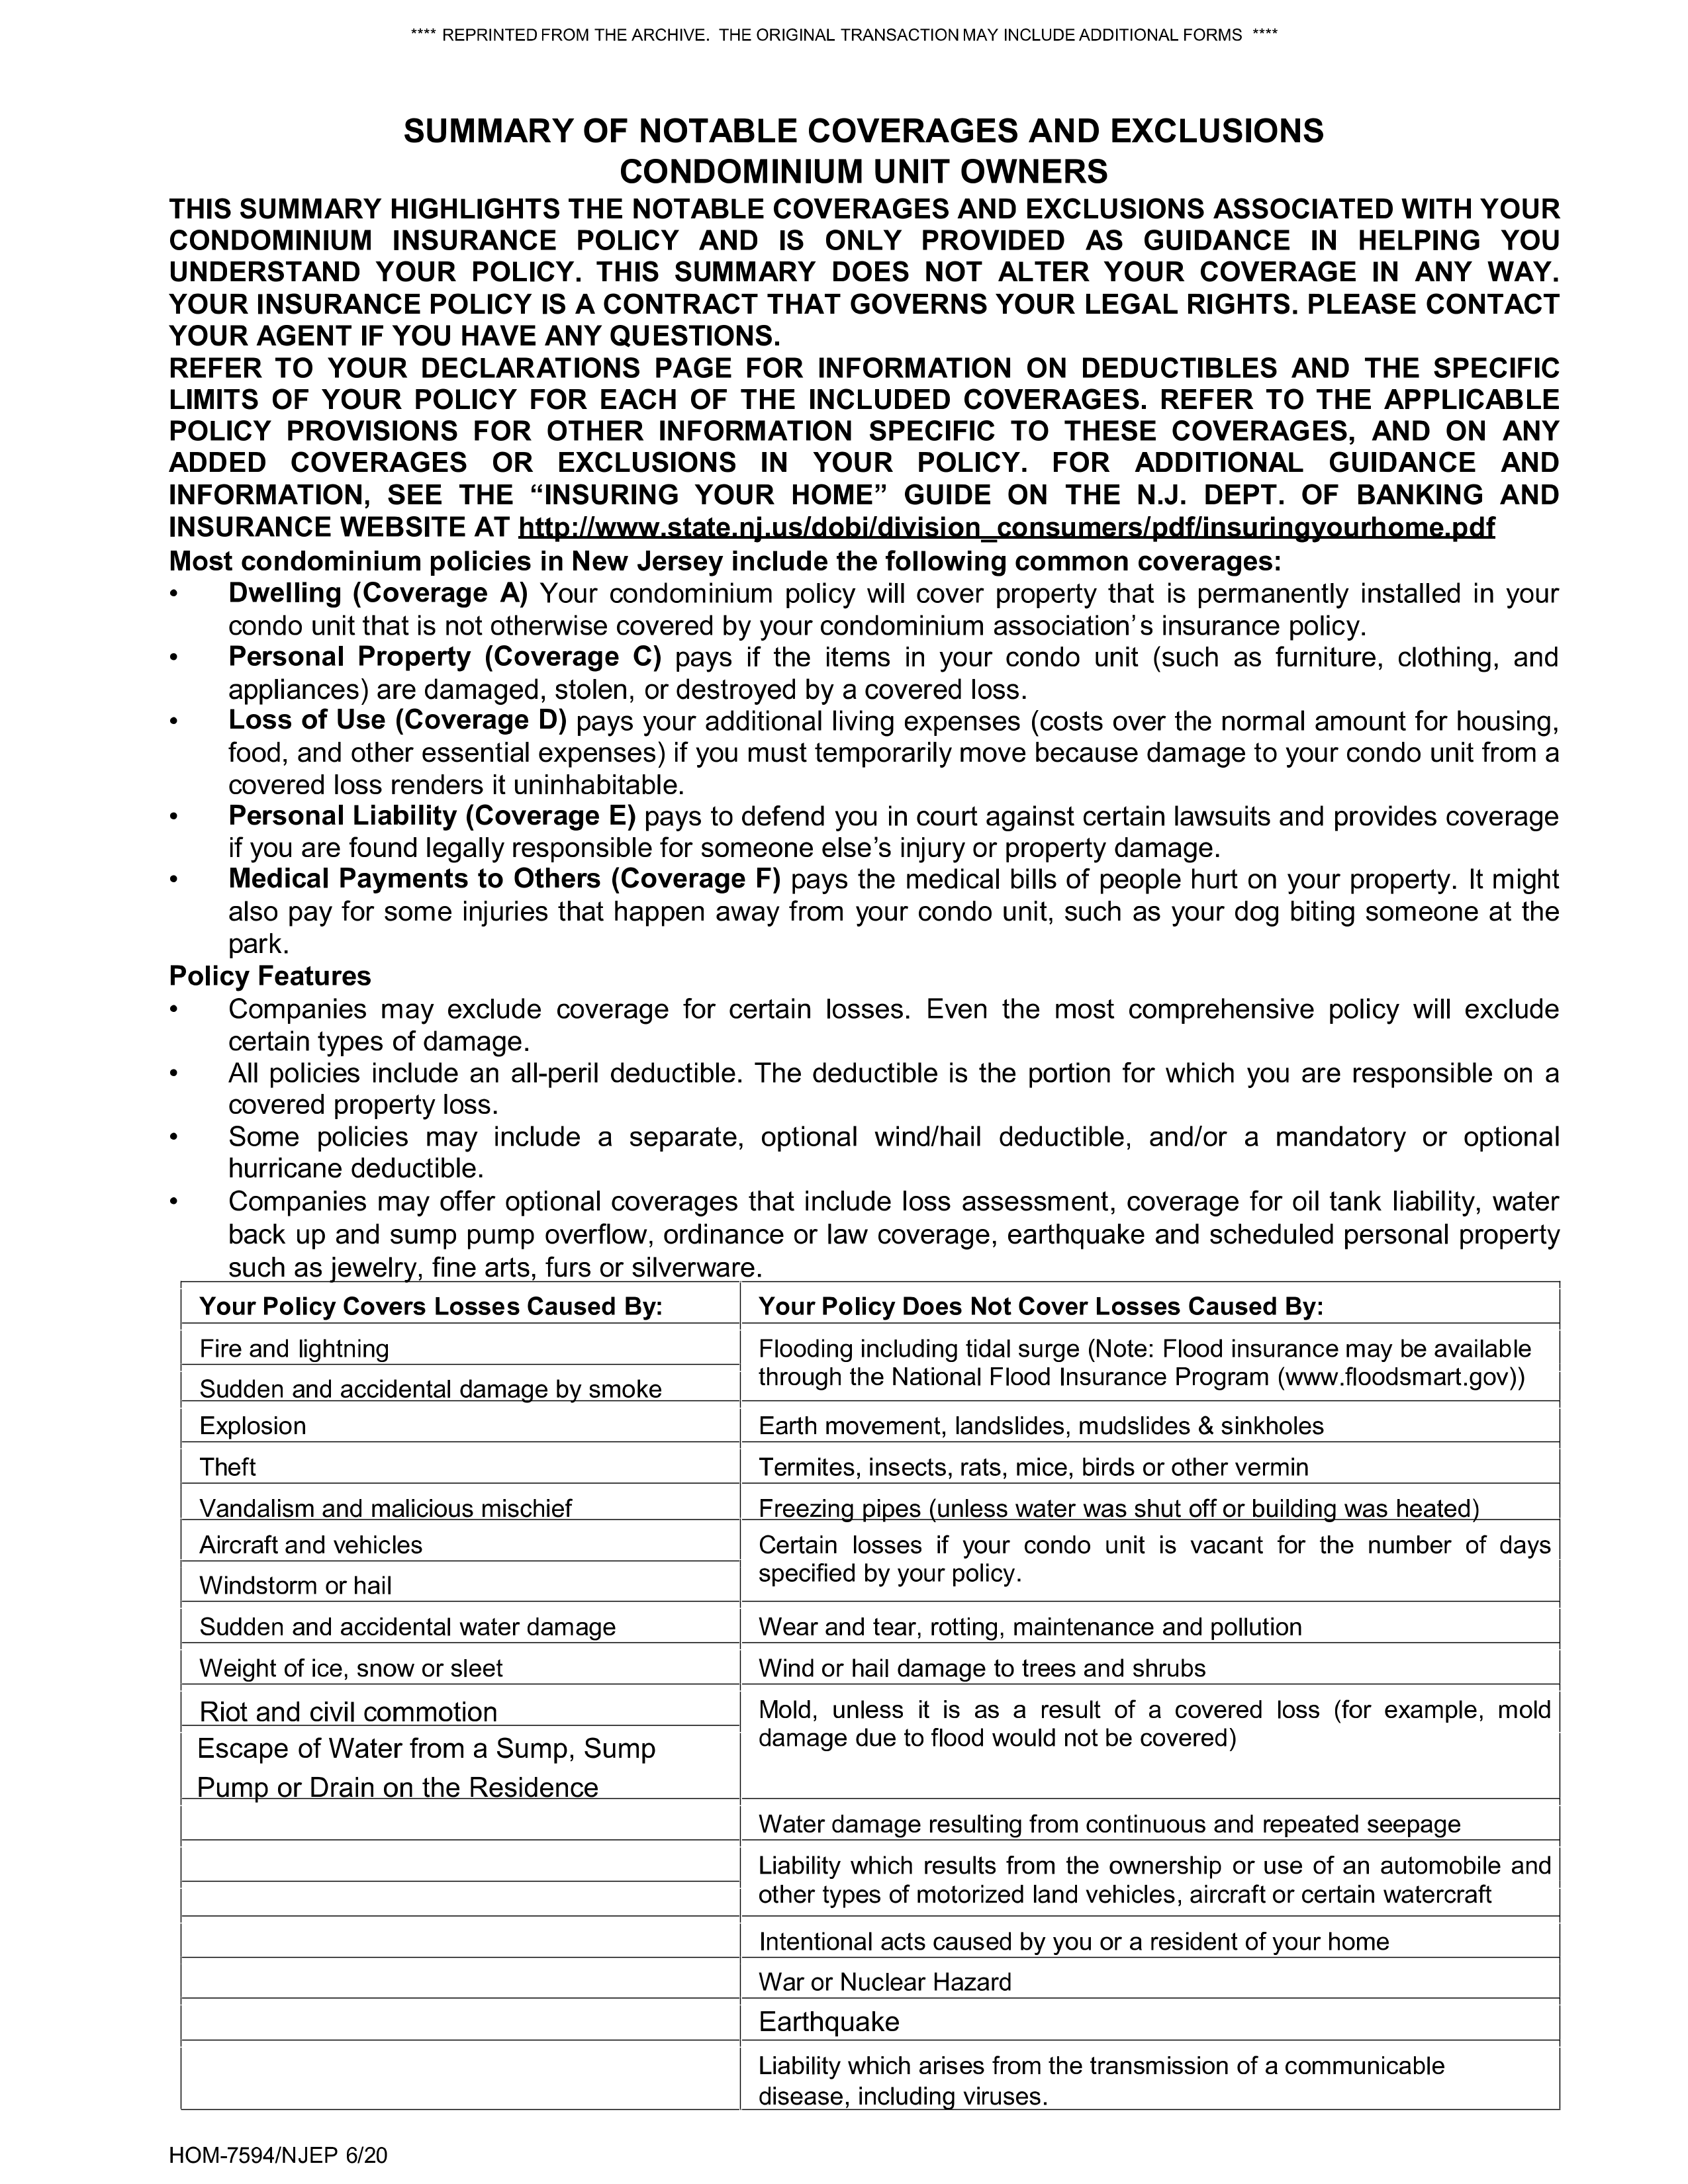 **** REPRINTED FROM THE ARCHIVE. THE ORIGINAL TRANSACTION MAY INCLUDE ADDITIONAL FORMS ****
SUMMARY OF NOTABLE COVERAGES AND EXCLUSIONS
CONDOMINIUM UNIT OWNERS
THIS SUMMARY HIGHLIGHTS THE NOTABLE COVERAGES AND EXCLUSIONS ASSOCIATED WITH YOUR
CONDOMINIUM INSURANCE POLICY AND IS ONLY PROVIDED AS GUIDANCE IN HELPING YOU
UNDERSTAND YOUR POLICY. THIS SUMMARY DOES NOT ALTER YOUR COVERAGE IN ANY WAY.
YOUR INSURANCE POLICY IS A CONTRACT THAT GOVERNS YOUR LEGAL RIGHTS. PLEASE CONTACT
YOUR AGENT IF YOU HAVE ANY QUESTIONS.
REFER TO YOUR DECLARATIONS PAGE FOR INFORMATION ON DEDUCTIBLES AND THE SPECIFIC
LIMITS OF YOUR POLICY FOR EACH OF THE INCLUDED COVERAGES. REFER TO THE APPLICABLE
POLICY PROVISIONS FOR OTHER INFORMATION SPECIFIC TO THESE COVERAGES, AND ON ANY
ADDED COVERAGES OR EXCLUSIONS IN YOUR POLICY. FOR ADDITIONAL GUIDANCE AND
INFORMATION, SEE THE “INSURING YOUR HOME” GUIDE ON THE N.J. DEPT. OF BANKING AND
INSURANCE WEBSITE AT http://www.state.nj.us/dobi/division_consumers/pdf/insuringyourhome.pdf
Most condominium policies in New Jersey include the following common coverages:
• Dwelling (Coverage A) Your condominium policy will cover property that is permanently installed in your
condo unit that is not otherwise covered by your condominium association’s insurance policy.
• Personal Property (Coverage C) pays if the items in your condo unit (such as furniture, clothing, and
appliances) are damaged, stolen, or destroyed by a covered loss.
• Loss of Use (Coverage D) pays your additional living expenses (costs over the normal amount for housing,
food, and other essential expenses) if you must temporarily move because damage to your condo unit from a
covered loss renders it uninhabitable.
• Personal Liability (Coverage E) pays to defend you in court against certain lawsuits and provides coverage
if you are found legally responsible for someone else’s injury or property damage.
• Medical Payments to Others (Coverage F) pays the medical bills of people hurt on your property. It might
also pay for some injuries that happen away from your condo unit, such as your dog biting someone at the
park.
Policy Features
• Companies may exclude coverage for certain losses. Even the most comprehensive policy will exclude
certain types of damage.
• All policies include an all-peril deductible. The deductible is the portion for which you are responsible on a
covered property loss.
• Some policies may include a separate, optional wind/hail deductible, and/or a mandatory or optional
hurricane deductible.
• Companies may offer optional coverages that include loss assessment, coverage for oil tank liability, water
back up and sump pump overflow, ordinance or law coverage, earthquake and scheduled personal property
such as jewelry, fine arts, furs or silverware.
Your Policy Covers Losses Caused By:
Fire and lightning
Sudden and accidental damage by smoke
Explosion
Theft
Vandalism and malicious mischief
Aircraft and vehicles
Windstorm or hail
Sudden and accidental water damage
Weight of ice, snow or sleet
Riot and civil commotion
Escape of Water from a Sump, Sump
Pump or Drain on the Residence
Your Policy Does Not Cover Losses Caused By:
Flooding including tidal surge (Note: Flood insurance may be available
through the National Flood Insurance Program (www.floodsmart.gov))
Earth movement, landslides, mudslides & sinkholes
Termites, insects, rats, mice, birds or other vermin
Freezing pipes (unless water was shut off or building was heated)
Certain losses if your condo unit is vacant for the number of days
specified by your policy.
Wear and tear, rotting, maintenance and pollution
Wind or hail damage to trees and shrubs
Mold, unless it is as a result of a covered loss (for example, mold
damage due to flood would not be covered)
Water damage resulting from continuous and repeated seepage
Liability which results from the ownership or use of an automobile and
other types of motorized land vehicles, aircraft or certain watercraft
Intentional acts caused by you or a resident of your home
War or Nuclear Hazard
Earthquake
Liability which arises from the transmission of a communicable
disease, including viruses.
HOM-7594/NJEP 6/20